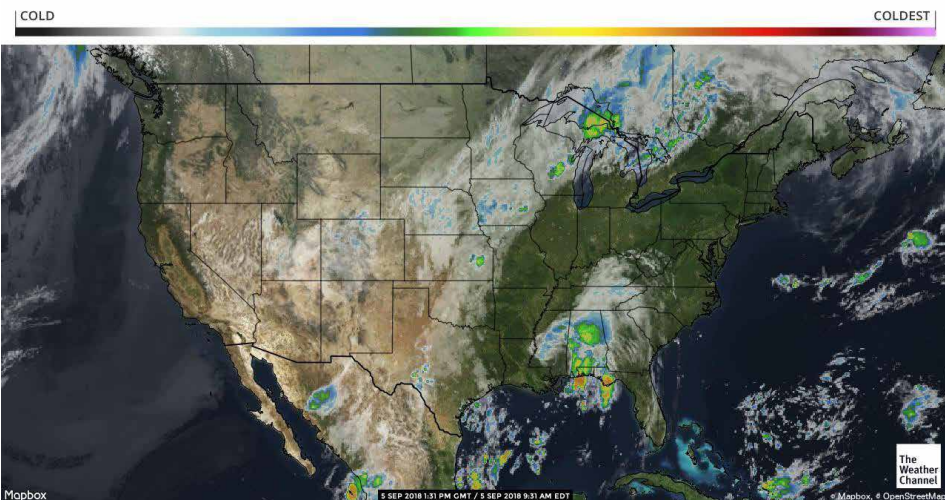 COLD
COLDEST
The
Weather
Channel
Mapbox
5 SEP 2018 1:31 PM GMT / 5 SEP 2018 9:31 AM EDT
© Mapbox, © OpenStreetMap